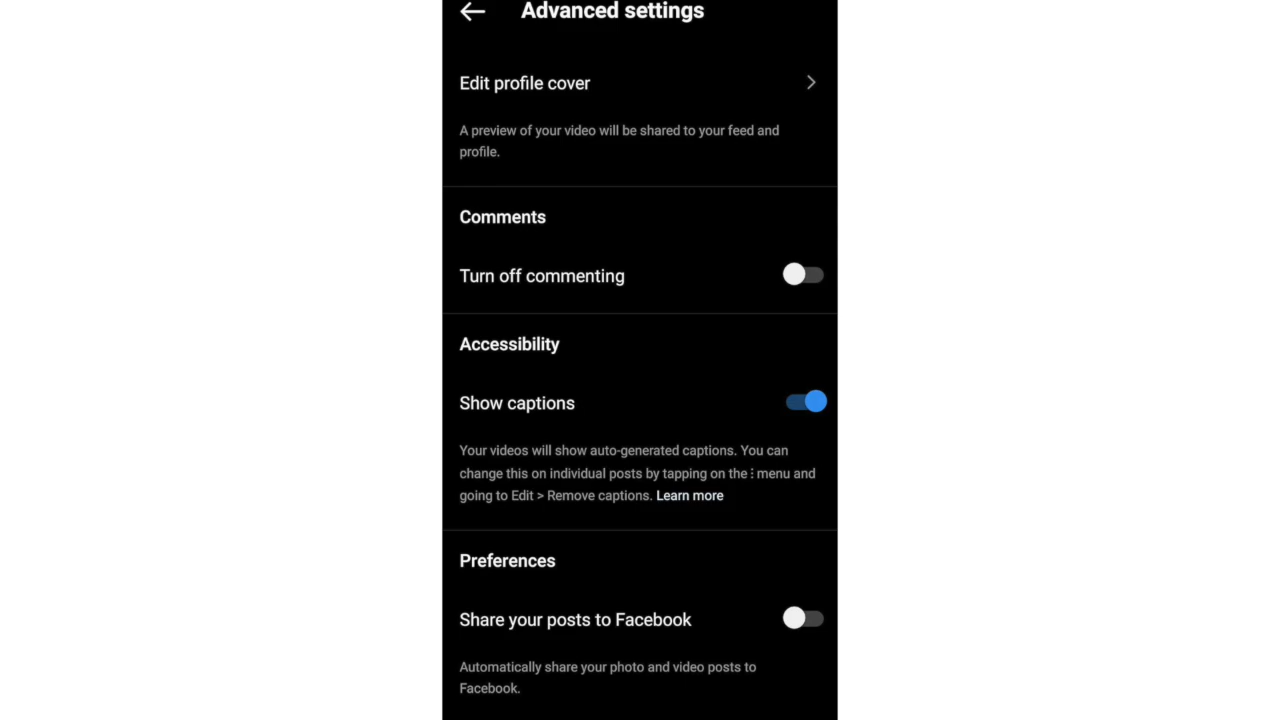 Advanced settings
Edit profile cover
A preview of your video will be shared to your feed and
profile.
Comments
Turn off commenting
Accessibility
Show captions
Your videos will show auto-generated captions. You can
change this on individual posts by tapping on the ⋮ menu and
going to Edit > Remove captions. Learn more
Preferences
Share your posts to Facebook
Automatically share your photo and video posts to
Facebook.